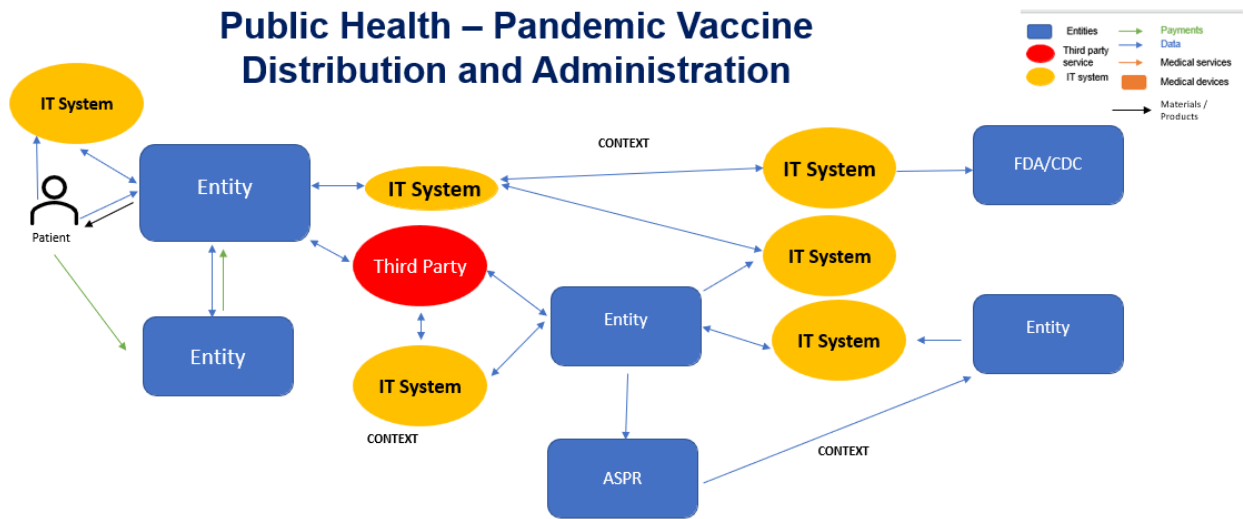 Public Health – Pandemic Vaccine
Distribution and Administration
Entities
Payments
Data
Third party
service
Medical services
IT system
Medical devices
Materials /
Products
IT System
CONTEXT
Entity
IT System
IT System
FDA/CDC
Patient
Third Party
IT System
Entity
Entity
IT System
Entity
IT System
CONTEXT
CONTEXT
ASPR